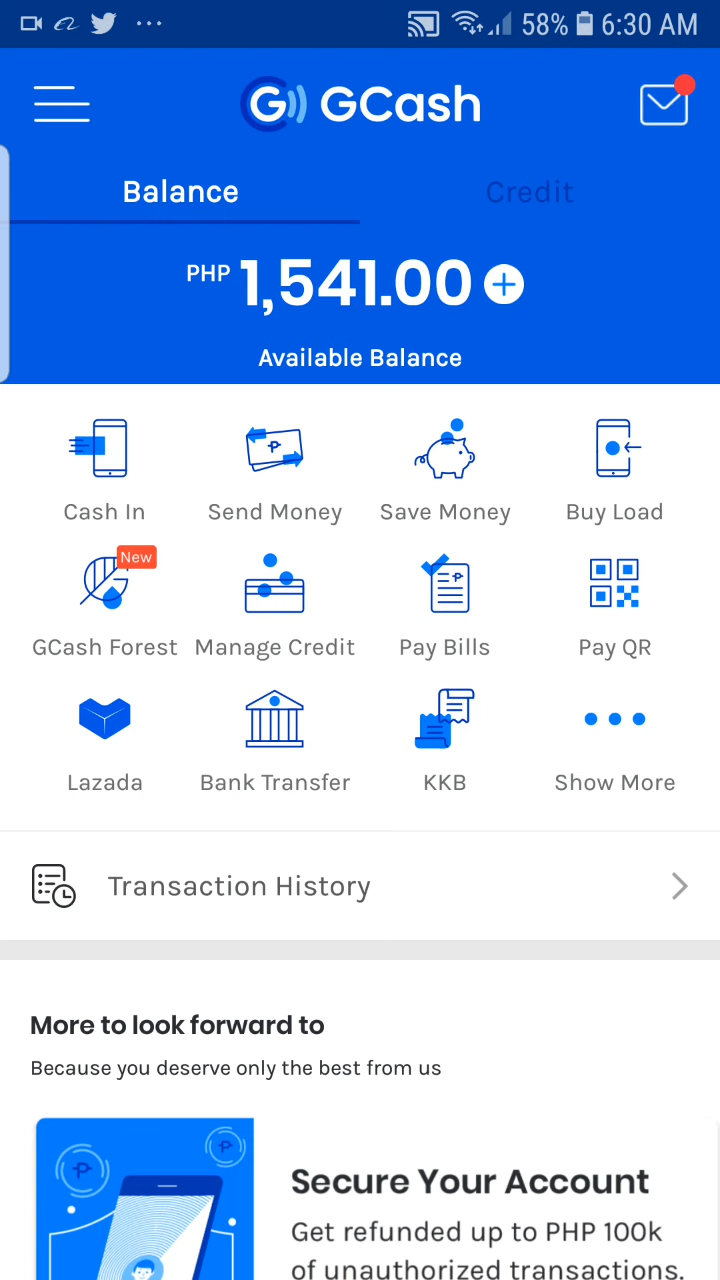 58% 6:30 AM
GCash
Balance Credit
PHP 1,541.00
Available Balance
Cash In Send Money Save Money Buy Load
New
GCash Forest Manage Credit Pay Bills Pay QR
Lazada Bank Transfer KKB Show More
Transaction History
More to look forward to
Because you deserve only the best from us
Secure Your Account
Get refunded up to PHP 100k
of unauthorized transactions.